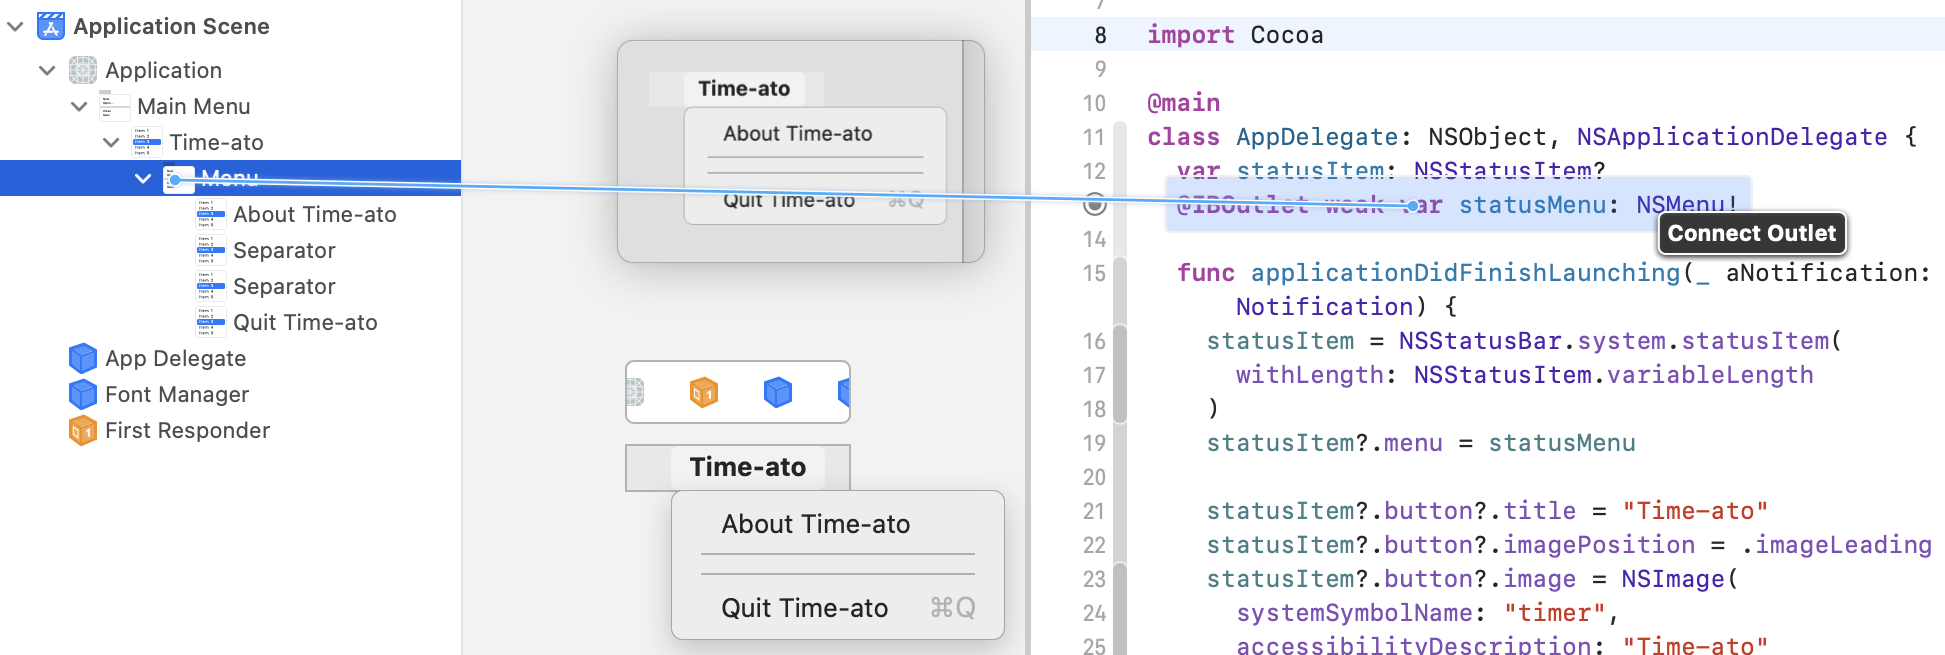 Application Scene
Application
Main Menu
Time-ato
Menu
About Time-ato
Separator
Separator
Quit Time-ato
App Delegate
Font Manager
First Responder
Time-ato
About Time-ato
Quit Time-ato ⌘Q
Time-ato
About Time-ato
Quit Time-ato ⌘Q
7
8 import Cocoa
9
10 @main
11 class AppDelegate: NSObject, NSApplicationDelegate {
12 var statusItem: NSStatusItem?
@IBOutlet weak var statusMenu: NSMenu!
Connect Outlet
14
15 func applicationDidFinishLaunching(_ aNotification:
Notification) {
16 statusItem = NSStatusBar.system.statusItem(
17 withLength: NSStatusItem.variableLength
18 )
19 statusItem?.menu = statusMenu
20
21 statusItem?.button?.title = "Time-ato"
22 statusItem?.button?.imagePosition = .imageLeading
23 statusItem?.button?.image = NSImage(
24 systemSymbolName: "timer",
25 accessibilityDescription: "Time-ato"